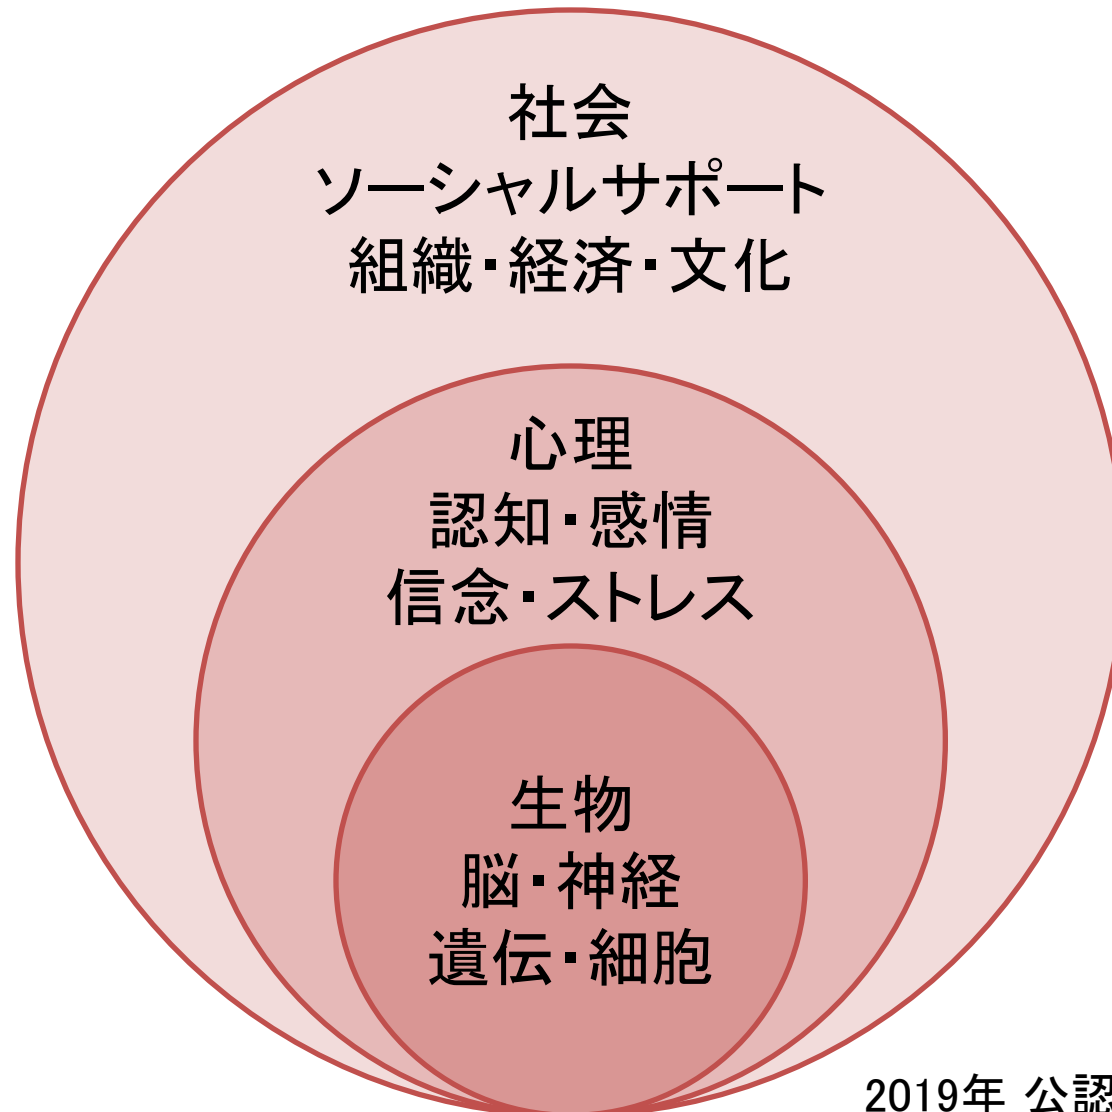 社会
ソーシャルサポート
組織・経済・文化
心理
認知・感情
信念・ストレス
生物
脳・神経
遺伝・細胞
2019年 公認